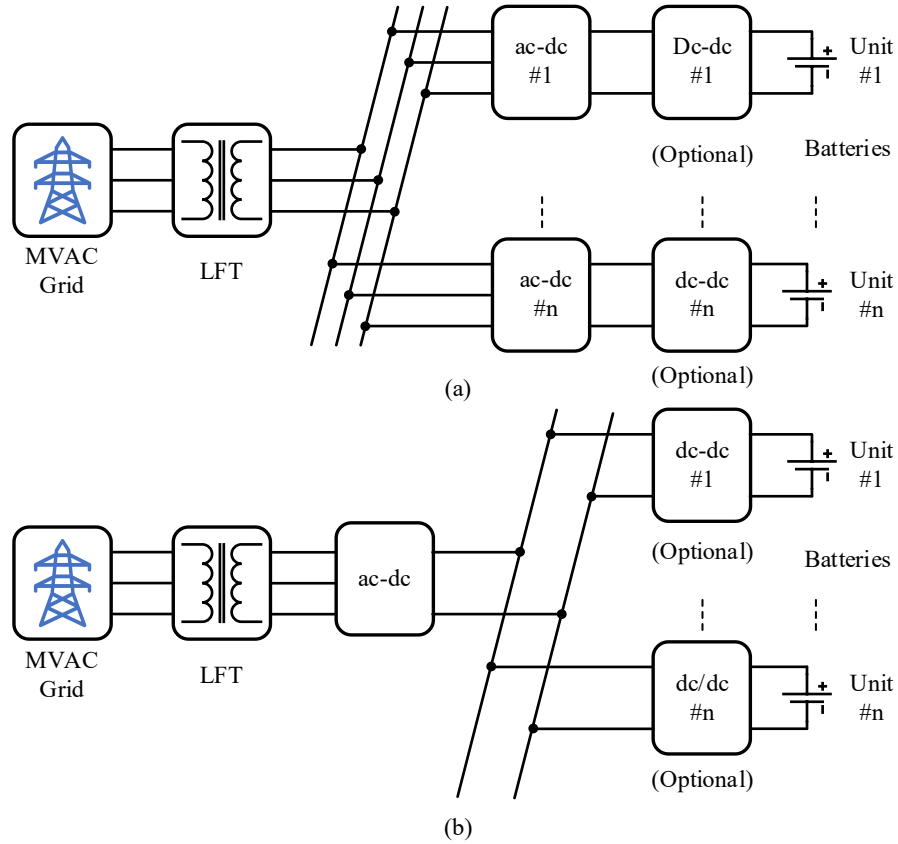 ac-dc
#1
Dc-dc
#1
Unit
#1
(Optional)
Batteries
MVAC
Grid
LFT
ac-dc
#n
dc-dc
#n
Unit
#n
(Optional)
(a)
dc-dc
#1
Unit
#1
(Optional)
Batteries
ac-dc
MVAC
Grid
LFT
dc/dc
#n
Unit
#n
(Optional)
(b)